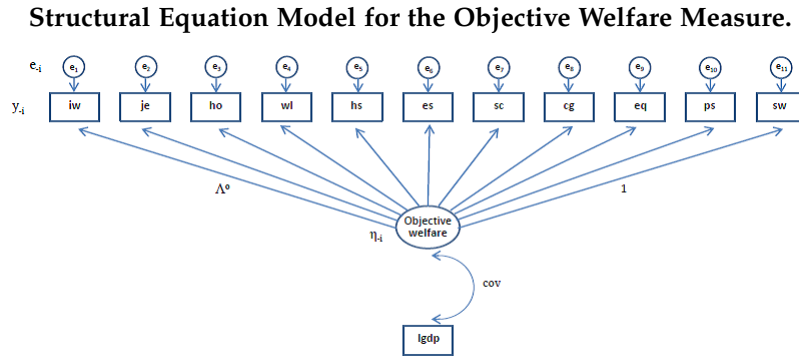 Structural Equation Model for the Objective Welfare Measure.
e-i e1 e2 e3 e4 e5 e6 e7 e8 e9 e10 e11
y-i iw je ho wl hs es sc cg eq ps sw
Λº 1
Objective
welfare
η-i
cov
lgdp